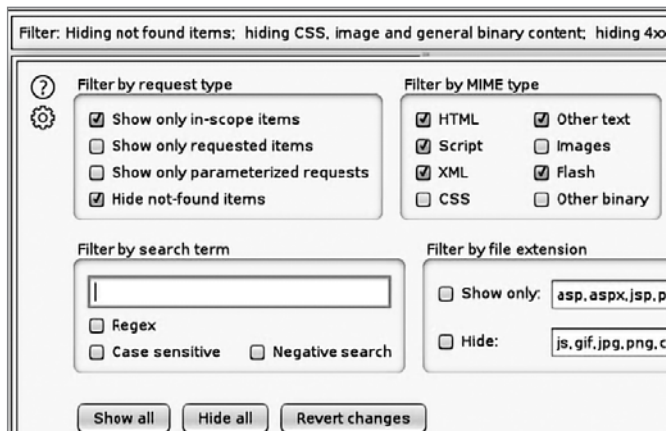 Filter: Hiding not found items; hiding CSS, image and general binary content; hiding 4xx
Filter by request type
Show only in-scope items
Show only requested items
Show only parameterized requests
Hide not-found items
Filter by MIME type
HTML
Other text
Script
Images
XML
Flash
CSS
Other binary
Filter by search term
Regex
Case sensitive
Negative search
Filter by file extension
Show only:
asp,aspx,jsp,p
Hide:
js,gif,jpg,png,c
Show all
Hide all
Revert changes